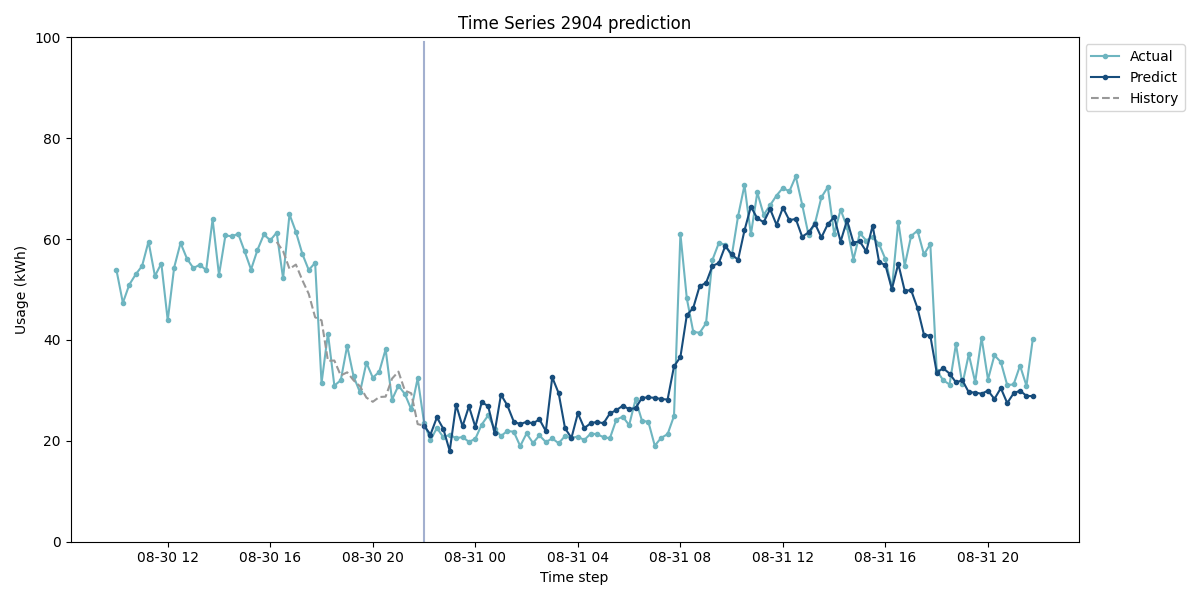 Time Series 2904 prediction
100
80
60
40
20
0
Usage (kWh)
08-30 12
08-30 16
08-30 20
08-31 00
08-31 04
08-31 08
08-31 12
08-31 16
08-31 20
Time step
Actual
Predict
History